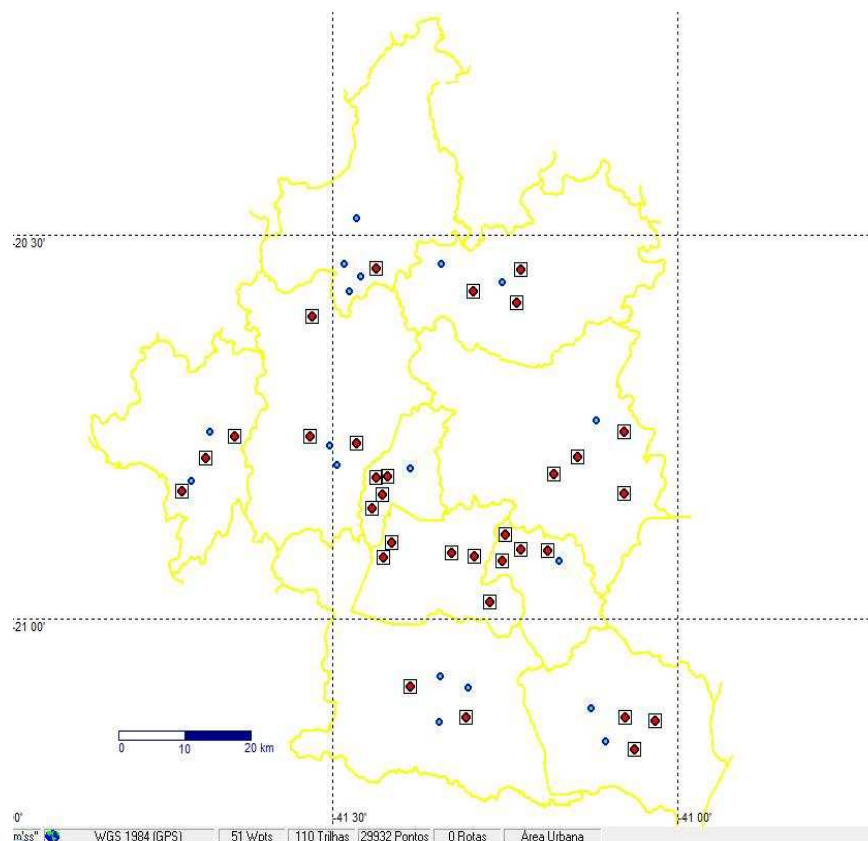 -20 30'
-21 00'
0 10 20 km
0' -41 30' -41 00'
m'ss" WGS 1984 (GPS) 51 Wpts 110 Trilhas 29932 Pontos 0 Rotas Área Urbana